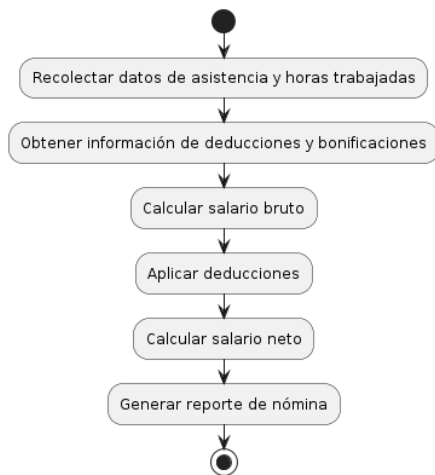 Recolectar datos de asistencia y horas trabajadas
Obtener información de deducciones y bonificaciones
Calcular salario bruto
Aplicar deducciones
Calcular salario neto
Generar reporte de nómina